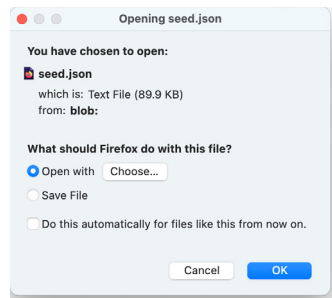 Opening seed.json
You have chosen to open:
seed.json
which is: Text File (89.9 KB)
from: blob:
What should Firefox do with this file?
Open with Choose...
Save File
Do this automatically for files like this from now on.
Cancel OK